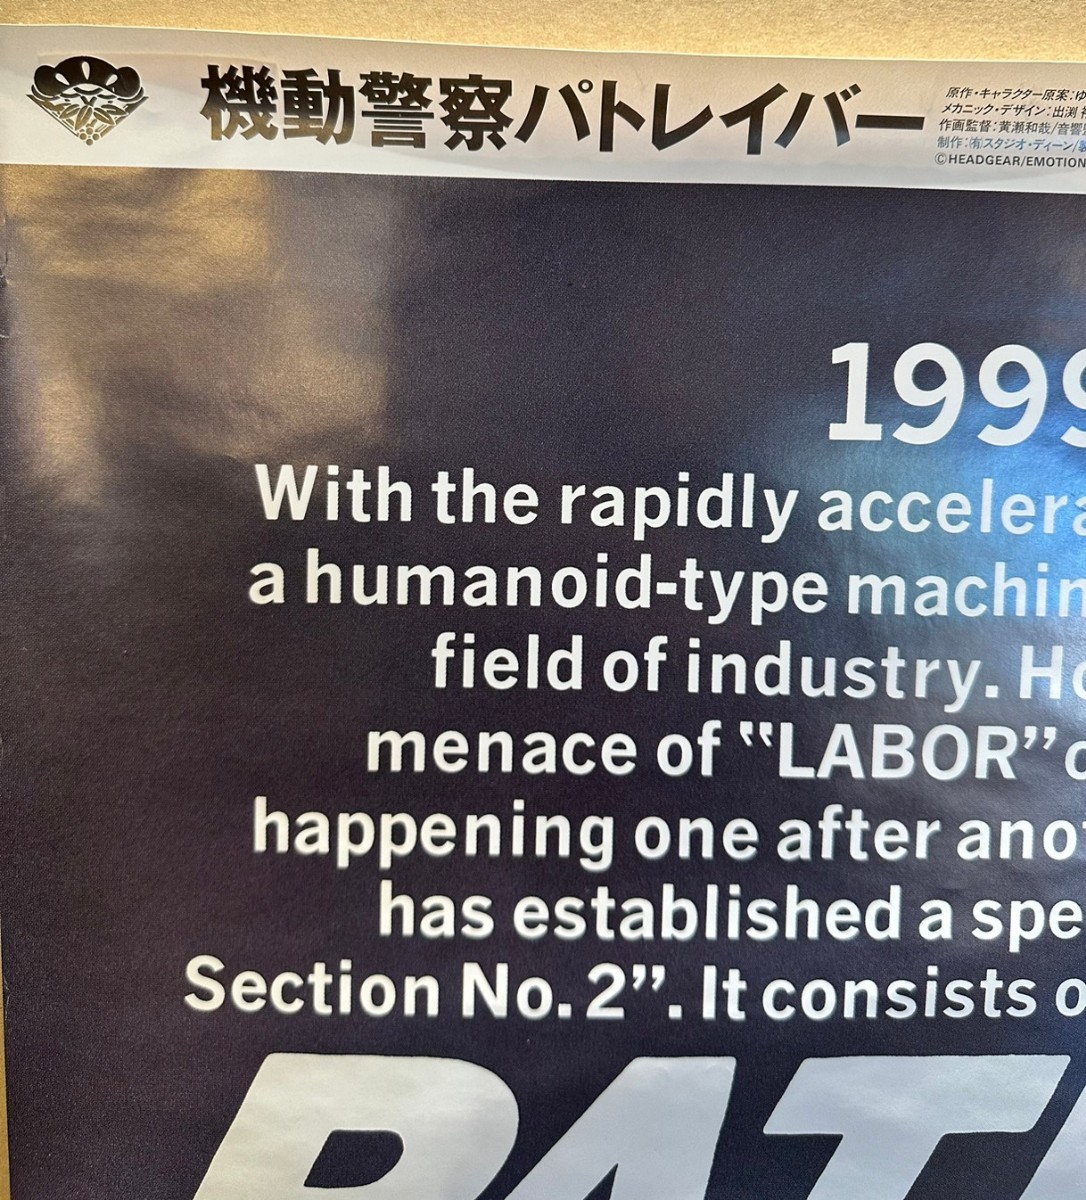 機動警察パトレイバー
原作・キャラクター原案:ゆ
メカニック・デザイン:出渕
作画監督:黄瀬和哉/音響
制作:(有)スタジオ・ディーン/
©HEADGEAR/EMOTION
1999
With the rapidly accelera
a humanoid-type machin
field of industry. Ho
menace of "LABOR"
happening one after ano
has established a spe
Section No. 2". It consists o
PAT